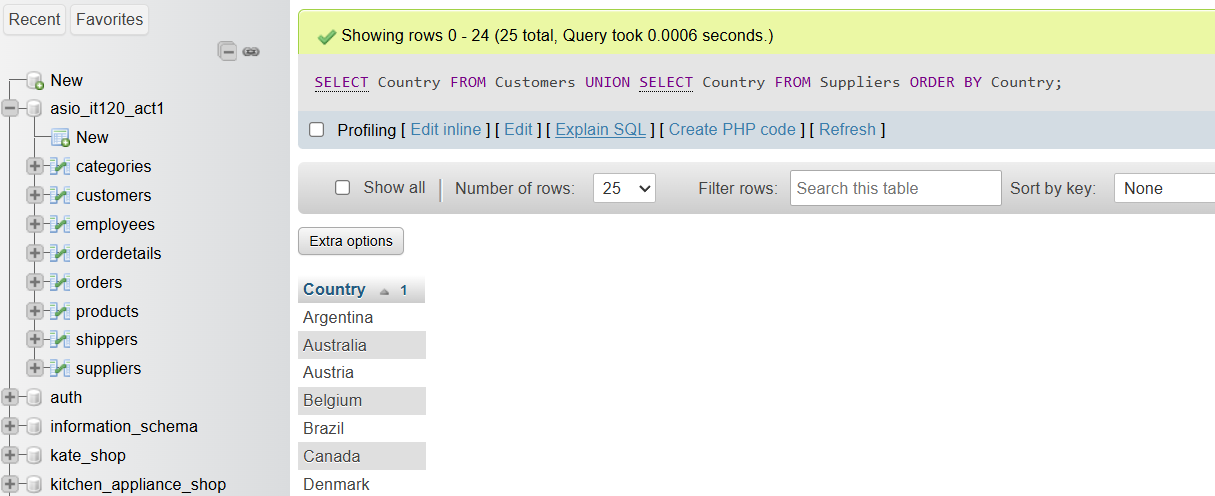 Recent Favorites
New
asio_it120_act1
New
categories
customers
employees
orderdetails
orders
products
shippers
suppliers
auth
information_schema
kate_shop
kitchen_appliance_shop
Showing rows 0 - 24 (25 total, Query took 0.0006 seconds.)
SELECT Country FROM Customers UNION SELECT Country FROM Suppliers ORDER BY Country;
Profiling [ Edit inline ] [ Edit ] [ Explain SQL ] [ Create PHP code ] [ Refresh ]
Show all Number of rows: 25 Filter rows: Search this table Sort by key: None
Extra options
Country 1
Argentina
Australia
Austria
Belgium
Brazil
Canada
Denmark